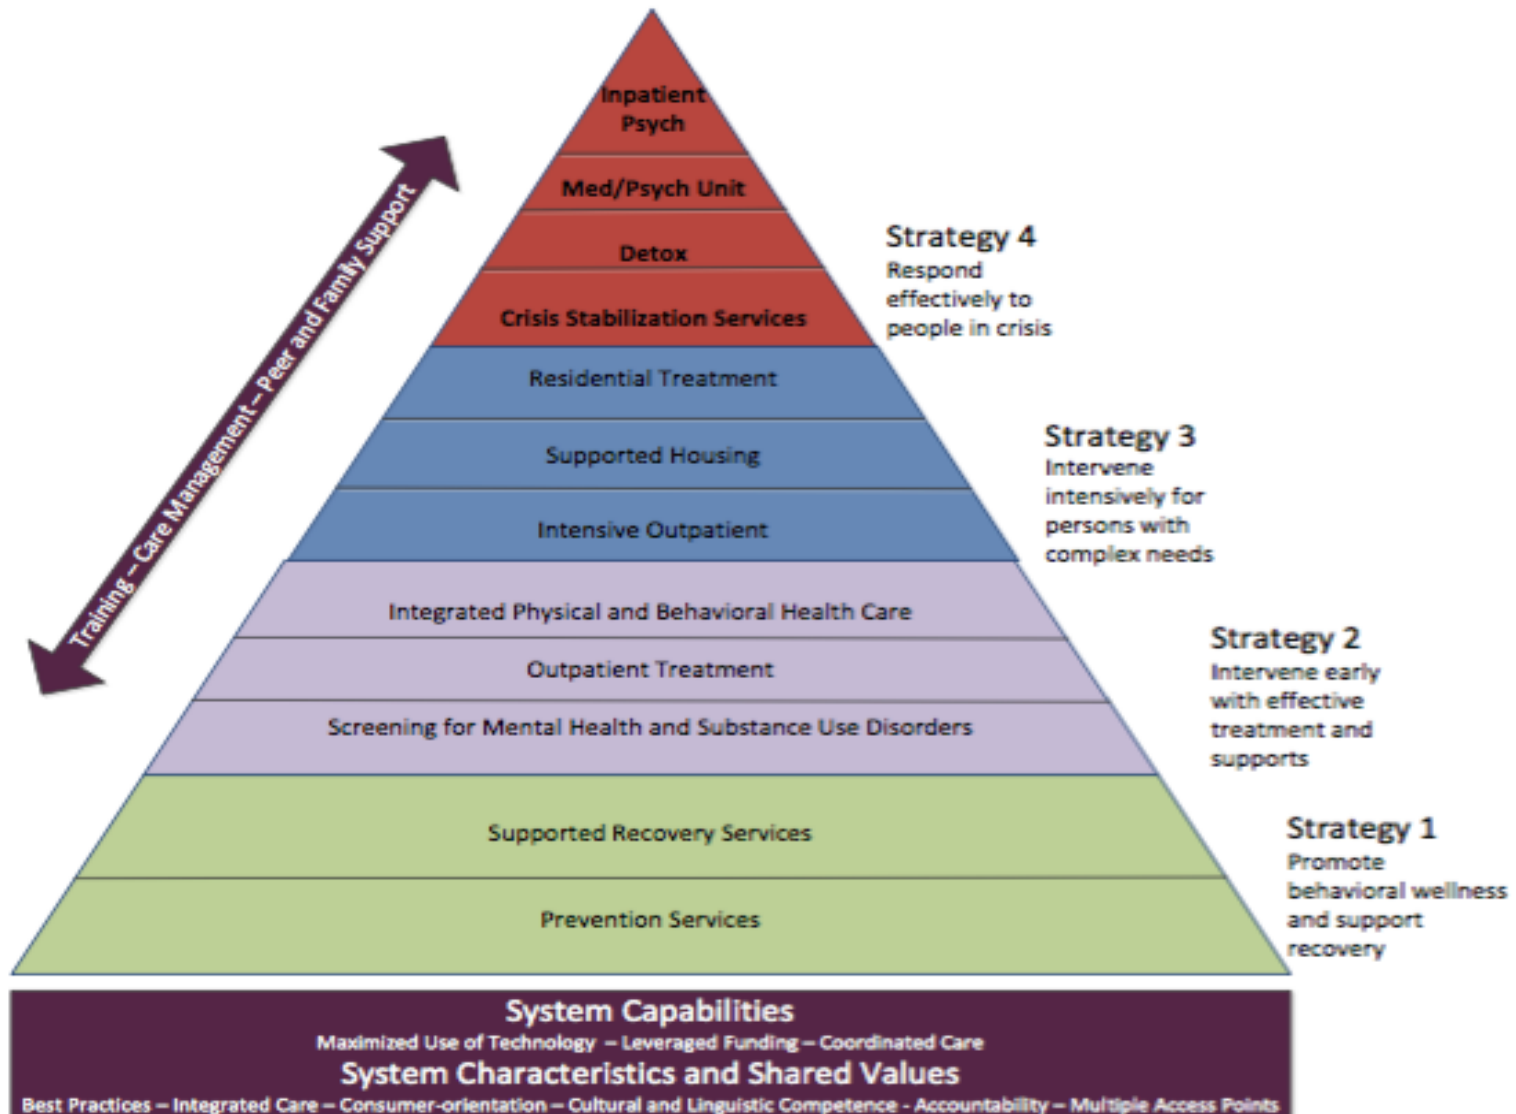 Inpatient
Psych
Med/Psych Unit
Detox
Crisis Stabilization Services
Residential Treatment
Supported Housing
Intensive Outpatient
Integrated Physical and Behavioral Health Care
Outpatient Treatment
Screening for Mental Health and Substance Use Disorders
Supported Recovery Services
Prevention Services
Training – Care Management – Peer and Family Support
Strategy 4
Respond
effectively to
people in crisis
Strategy 3
Intervene
intensively for
persons with
complex needs
Strategy 2
Intervene early
with effective
treatment and
supports
Strategy 1
Promote
behavioral wellness
and support
recovery
System Capabilities
Maximized Use of Technology – Leveraged Funding – Coordinated Care
System Characteristics and Shared Values
Best Practices – Integrated Care – Consumer-orientation – Cultural and Linguistic Competence - Accountability – Multiple Access Points